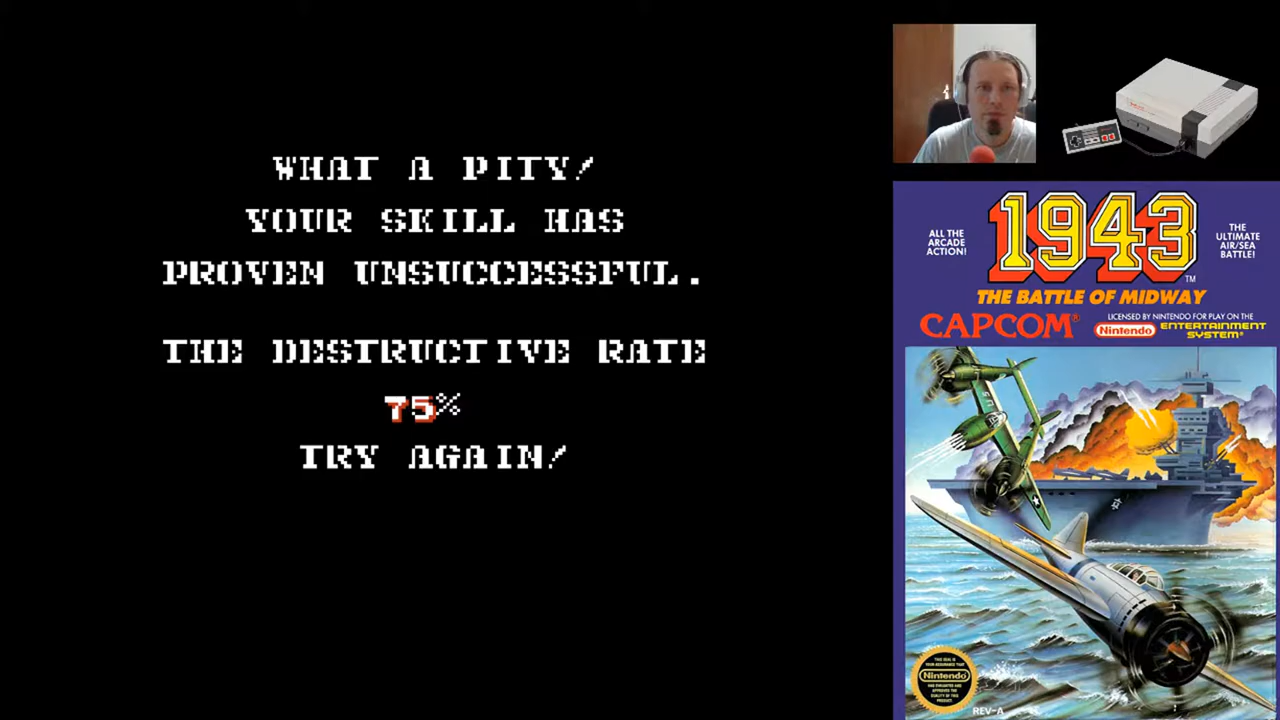 WHAT A PITY!
YOUR SKILL HAS
PROVEN UNSUCCESSFUL.
THE DESTRUCTIVE RATE
75%
TRY AGAIN!
ALL THE
ARCADE
ACTION!
1943
TM
THE
ULTIMATE
AIR/SEA
BATTLE!
THE BATTLE OF MIDWAY
CAPCOM®
LICENSED BY NINTENDO FOR PLAY ON THE
Nintendo ENTERTAINMENT
SYSTEM®
Nintendo
REV-A